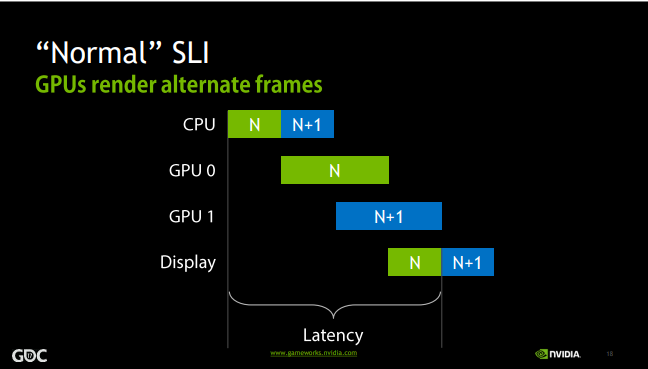 “Normal” SLI
GPUs render alternate frames
CPU N N+1
GPU 0 N
GPU 1 N+1
Display N N+1
Latency
GDC
www.gameworks.nvidia.com
NVIDIA.
18